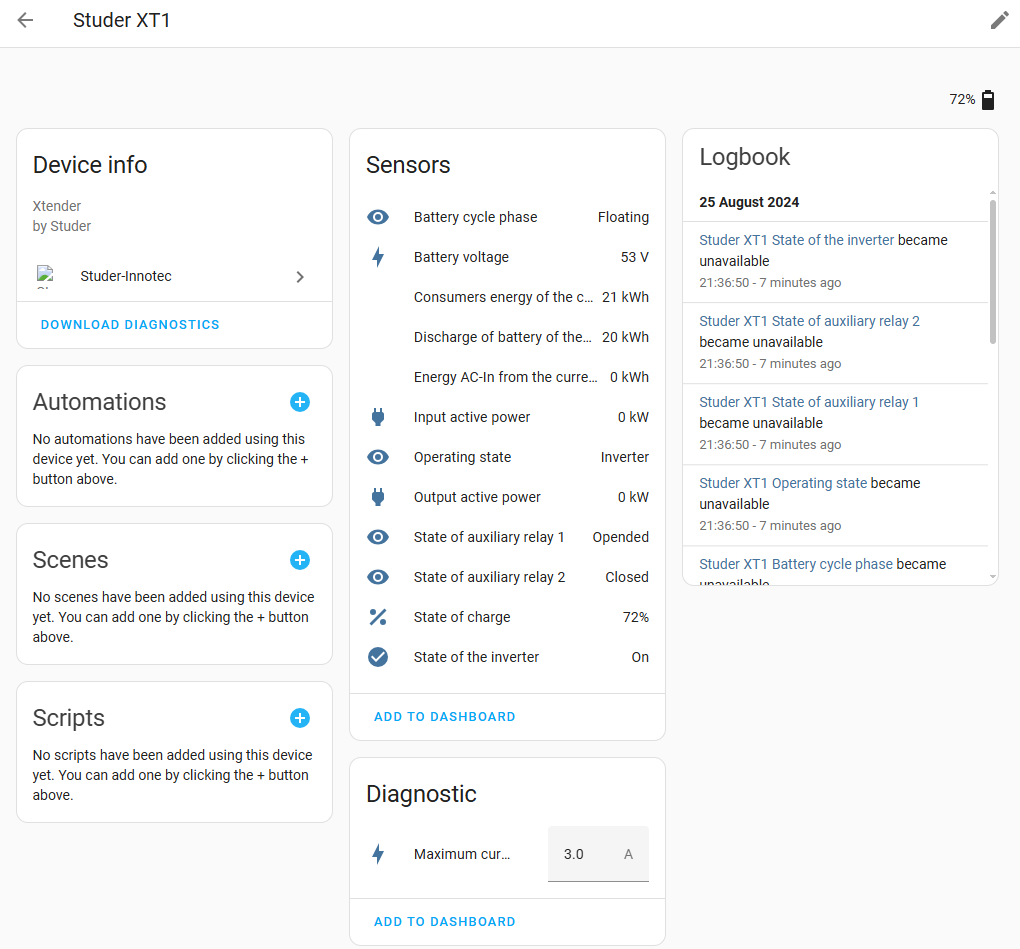 Studer XT1
72%
Device info
Xtender
by Studer
Studer-Innotec
DOWNLOAD DIAGNOSTICS
Automations
No automations have been added using this
device yet. You can add one by clicking the +
button above.
Scenes
No scenes have been added using this device
yet. You can add one by clicking the + button
above.
Scripts
No scripts have been added using this device
yet. You can add one by clicking the + button
above.
Sensors
Battery cycle phase Floating
Battery voltage 53 V
Consumers energy of the c... 21 kWh
Discharge of battery of the... 20 kWh
Energy AC-In from the curre... 0 kWh
Input active power 0 kW
Operating state Inverter
Output active power 0 kW
State of auxiliary relay 1 Opended
State of auxiliary relay 2 Closed
State of charge 72%
State of the inverter On
ADD TO DASHBOARD
Diagnostic
Maximum cur... 3.0 A
ADD TO DASHBOARD
Logbook
25 August 2024
Studer XT1 State of the inverter became
unavailable
21:36:50 - 7 minutes ago
Studer XT1 State of auxiliary relay 2
became unavailable
21:36:50 - 7 minutes ago
Studer XT1 State of auxiliary relay 1
became unavailable
21:36:50 - 7 minutes ago
Studer XT1 Operating state became
unavailable
21:36:50 - 7 minutes ago
Studer XT1 Battery cycle phase became
unavailable